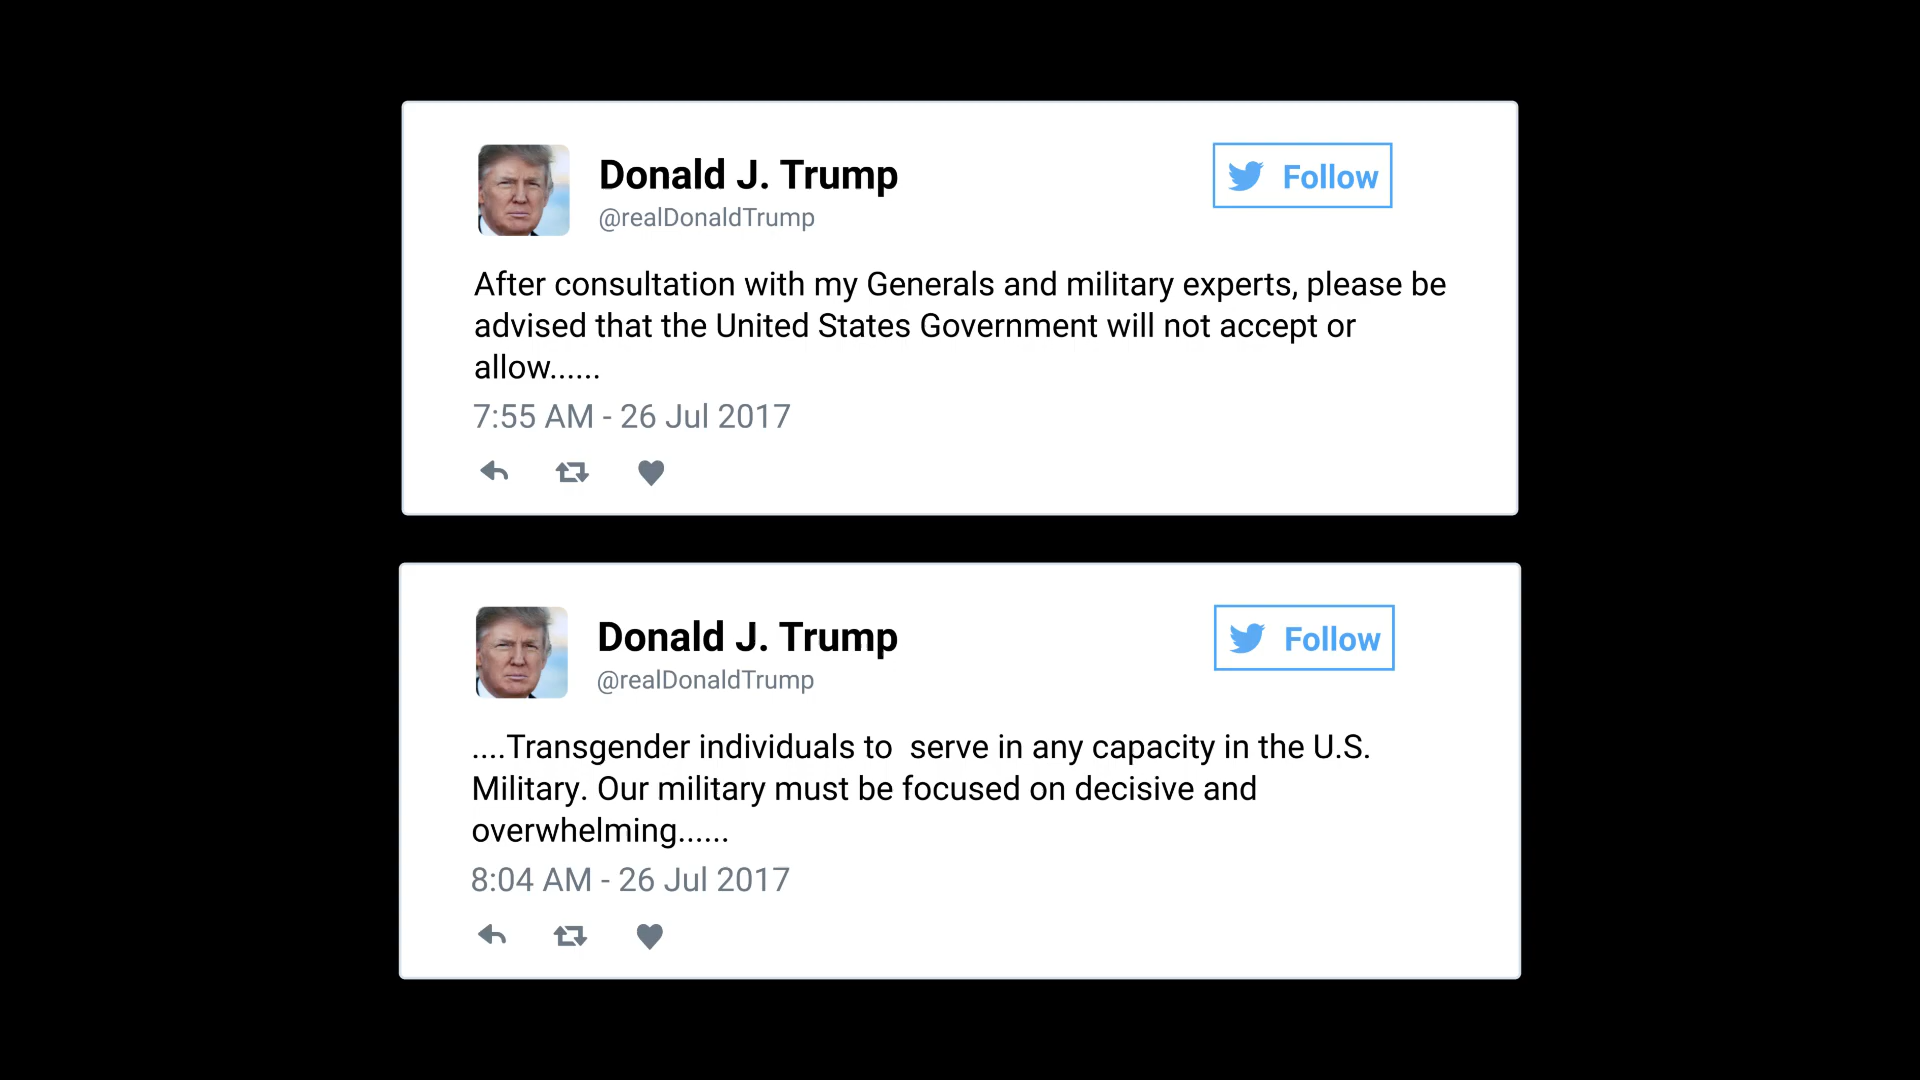 Donald J. Trump
Follow
@realDonaldTrump
After consultation with my Generals and military experts, please be
advised that the United States Government will not accept or
allow......
7:55 AM - 26 Jul 2017
Donald J. Trump
Follow
@realDonaldTrump
....Transgender individuals to  serve in any capacity in the U.S.
Military. Our military must be focused on decisive and
overwhelming......
8:04 AM - 26 Jul 2017